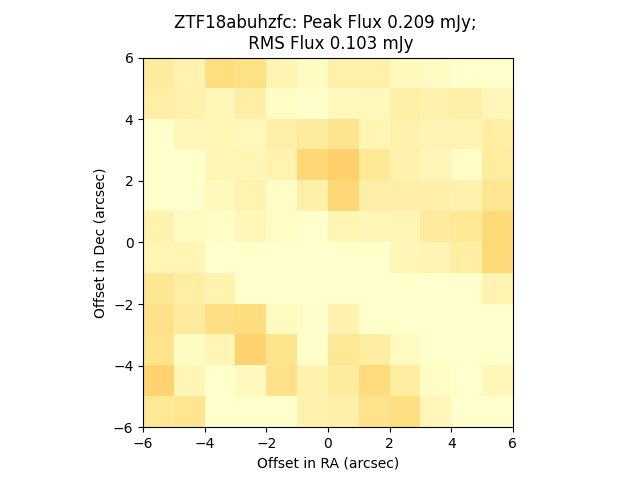 ZTF18abuhzfc: Peak Flux 0.209 mJy;
RMS Flux 0.103 mJy
6
4
2
0
−2
−4
−6
Offset in Dec (arcsec)
−6 −4 −2 0 2 4 6
Offset in RA (arcsec)